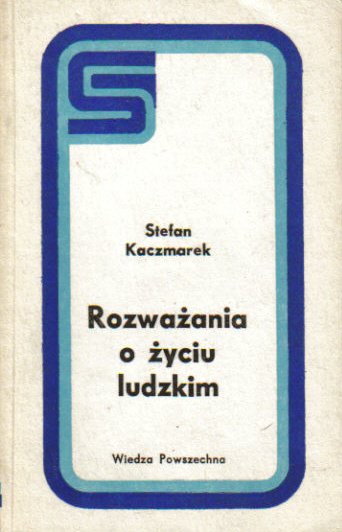 S
Stefan
Kaczmarek
Rozważania
o życiu
ludzkim
Wiedza Powszechna